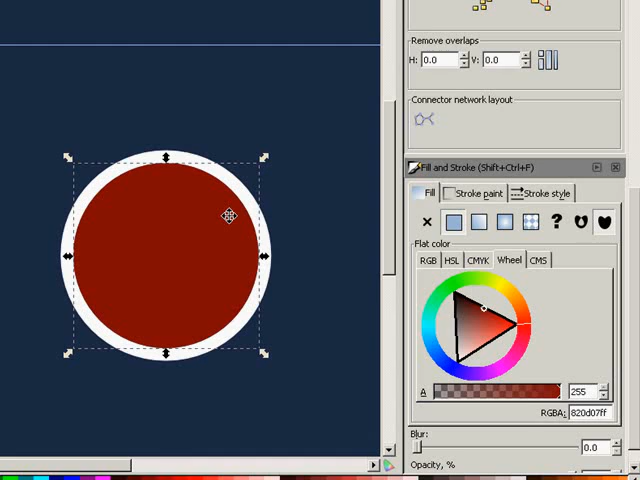 Remove overlaps
H: 0.0 V: 0.0
Connector network layout
Fill and Stroke (Shift+Ctrl+F)
Fill Stroke paint Stroke style
?
Flat color
RGB HSL CMYK Wheel CMS
A 255
RGBA: 820d07ff
Blur:
0.0
Opacity, %